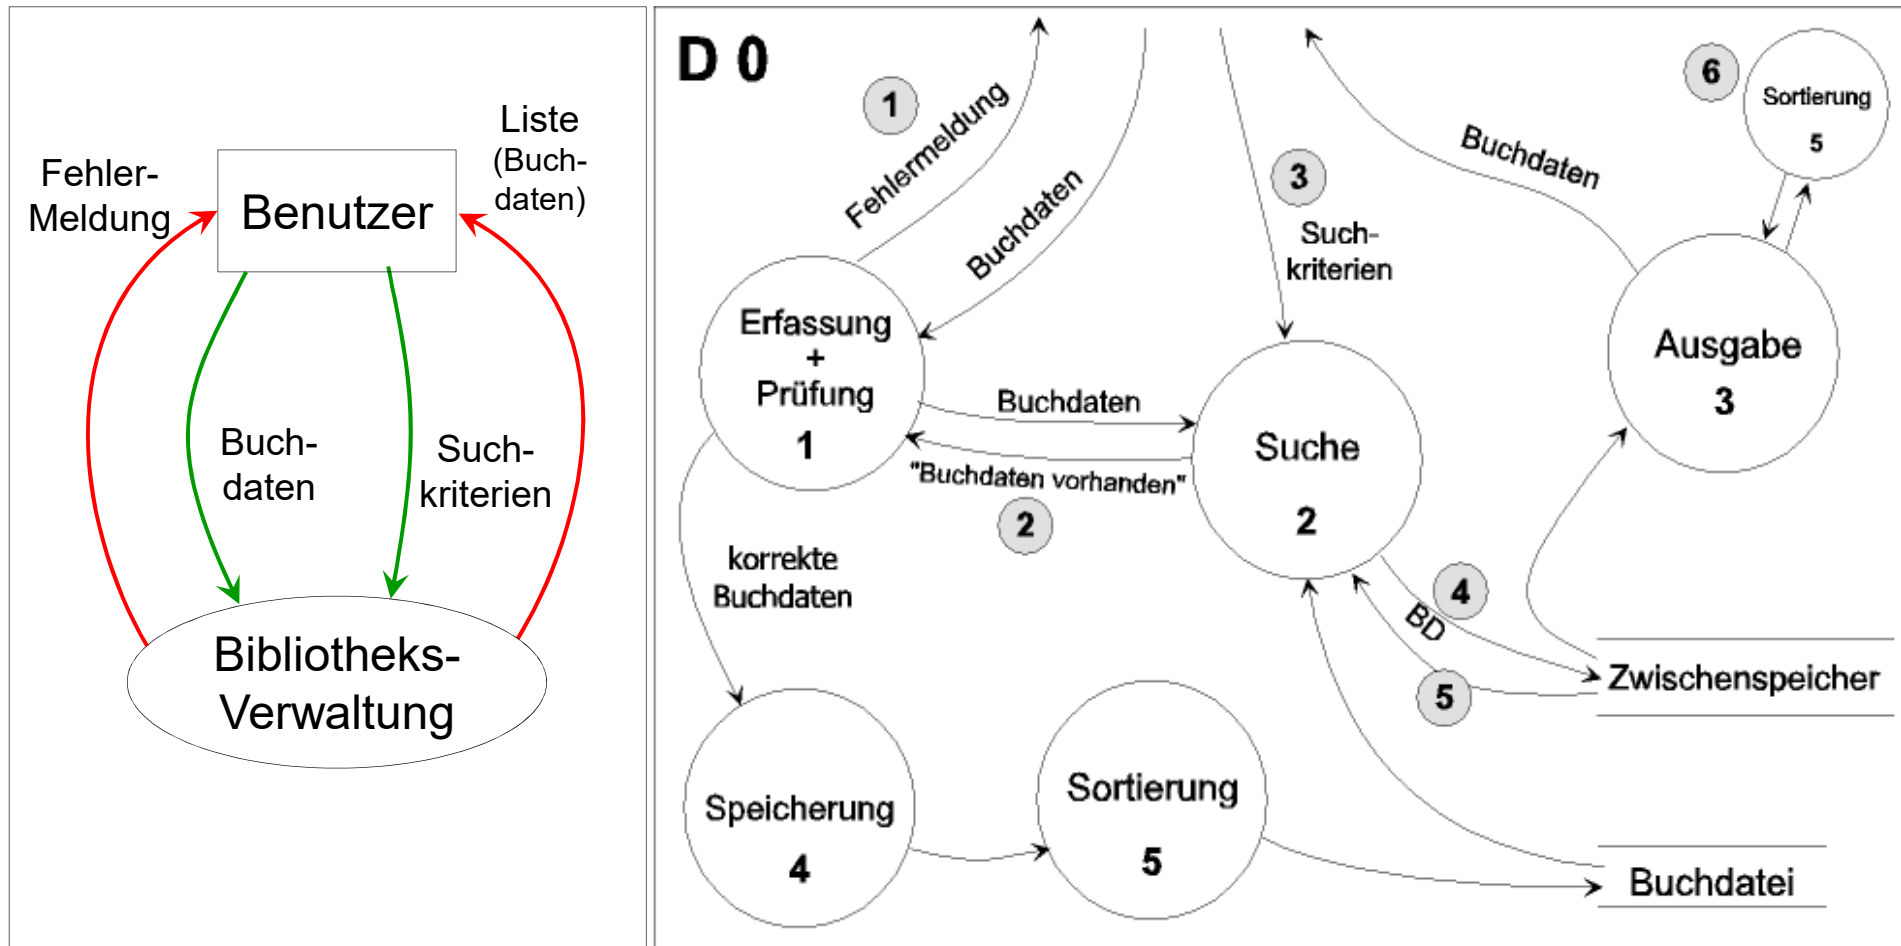 Fehler-
Meldung
Liste
(Buch-
daten)
Benutzer
Buch-
daten
Such-
kriterien
Bibliotheks-
Verwaltung
D 0
1
Fehlermeldung
Buchdaten
3
Such-
kriterien
Buchdaten
6
Sortierung
5
Erfassung
+
Prüfung
1
Buchdaten
"Buchdaten vorhanden"
2
Suche
2
Ausgabe
3
korrekte
Buchdaten
4
BD
5
Zwischenspeicher
Speicherung
4
Sortierung
5
Buchdatei